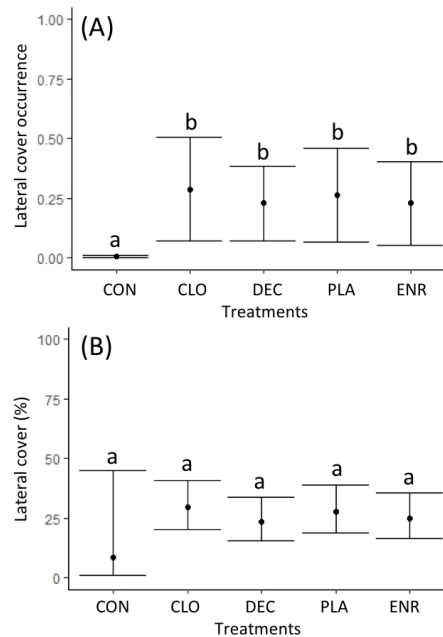 (A)
Lateral cover occurrence
1.00
0.75
0.50
0.25
0.00
a
b
b
b
b
CON CLO DEC PLA ENR
Treatments
(B)
Lateral cover (%)
100
75
50
25
0
a
a
a
a
a
CON CLO DEC PLA ENR
Treatments